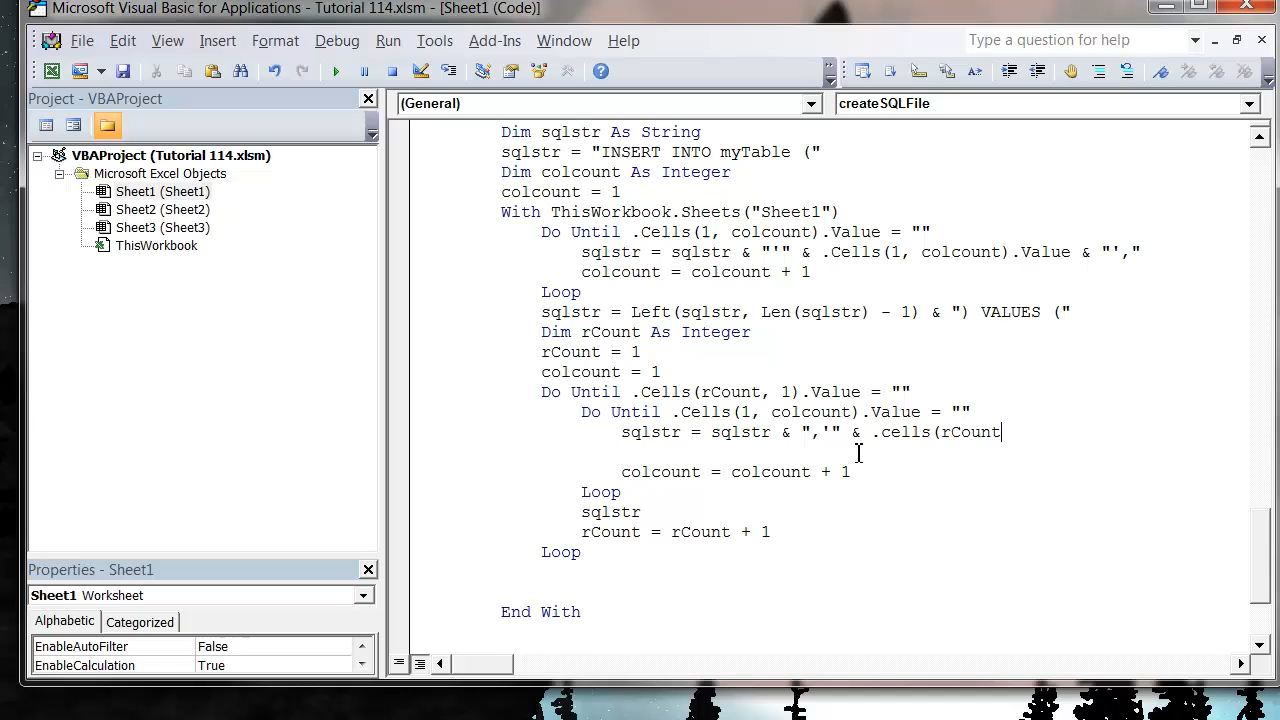 Microsoft Visual Basic for Applications - Tutorial 114.xlsm - [Sheet1 (Code)]
File Edit View Insert Format Debug Run Tools Add-Ins Window Help
Type a question for help
Project - VBAProject
(General)
createSQLFile
VBAProject (Tutorial 114.xlsm)
Microsoft Excel Objects
Sheet1 (Sheet1)
Sheet2 (Sheet2)
Sheet3 (Sheet3)
ThisWorkbook
Dim sqlstr As String
sqlstr = "INSERT INTO myTable ("
Dim colcount As Integer
colcount = 1
With ThisWorkbook.Sheets("Sheet1")
Do Until .Cells(1, colcount).Value = ""
sqlstr = sqlstr & "'" & .Cells(1, colcount).Value & "',"
colcount = colcount + 1
Loop
sqlstr = Left(sqlstr, Len(sqlstr) - 1) & ") VALUES ("
Dim rCount As Integer
rCount = 1
colcount = 1
Do Until .Cells(rCount, 1).Value = ""
Do Until .Cells(1, colcount).Value = ""
sqlstr = sqlstr & ",'" & .cells(rCount
colcount = colcount + 1
Loop
sqlstr
rCount = rCount + 1
Loop
End With
Properties - Sheet1
Sheet1 Worksheet
Alphabetic Categorized
EnableAutoFilter False
EnableCalculation True